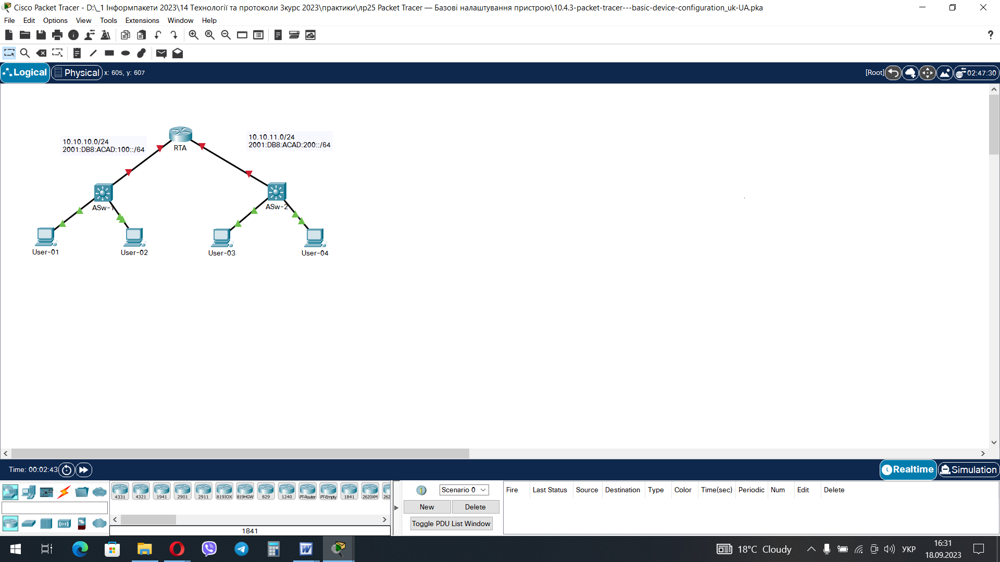 Cisco Packet Tracer - D:\_1 Інформпакети 2023\14 Технології та протоколи 3курс 2023\практики\лр25 Packet Tracer — Базові налаштування пристрою\10.4.3-packet-tracer---basic-device-configuration_uk-UA.pka
File Edit Options View Tools Extensions Window Help
?
Logical Physical x: 605, y: 607 [Root] 02:47:30
10.10.10.0/24
2001:DB8:ACAD:100::/64
10.10.11.0/24
2001:DB8:ACAD:200::/64
RTA
ASw-1
ASw-2
User-01
User-02
User-03
User-04
Time: 00:02:43 Realtime Simulation
4331 4321 1941 2901 2911 819IOX 819HGW 829 1240 PT-Router PT-Empty 1841 2620XM 262
1841
Scenario 0
New Delete
Toggle PDU List Window
Fire Last Status Source Destination Type Color Time(sec) Periodic Num Edit Delete
18°C Cloudy УКР 16:31
18.09.2023